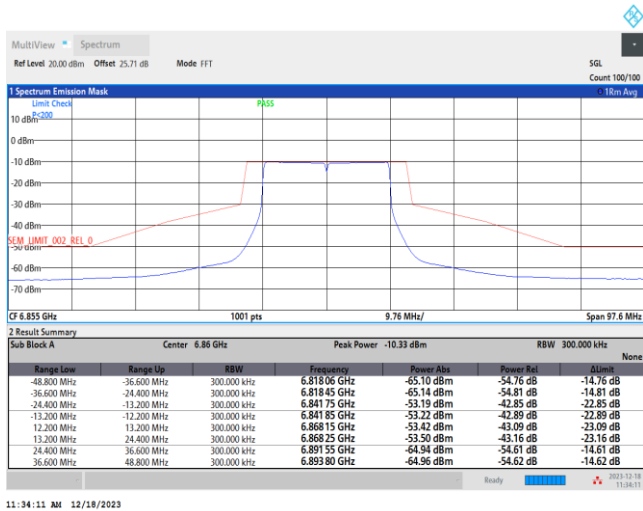 MultiView Spectrum
Ref Level 20.00 dBm Offset 25.71 dB Mode FFT SGL
Count 100/100
1 Spectrum Emission Mask 1Rm Avg
Limit Check PASS
P<200
10 dBm
0 dBm
-10 dBm
-20 dBm
-30 dBm
-40 dBm
SEM_LIMIT_002_REL_0
-50 dBm
-60 dBm
-70 dBm
CF 6.855 GHz 1001 pts 9.76 MHz/ Span 97.6 MHz
2 Result Summary
Sub Block A Center 6.86 GHz Peak Power -10.33 dBm RBW 300.000 kHz
None
Range Low Range Up RBW Frequency Power Abs Power Rel ΔLimit
-48.800 MHz -36.600 MHz 300.000 kHz 6.81806 GHz -65.10 dBm -54.76 dB -14.76 dB
-36.600 MHz -24.400 MHz 300.000 kHz 6.81845 GHz -65.14 dBm -54.81 dB -14.81 dB
-24.400 MHz -13.200 MHz 300.000 kHz 6.84175 GHz -53.19 dBm -42.85 dB -22.85 dB
-13.200 MHz -12.200 MHz 300.000 kHz 6.84185 GHz -53.22 dBm -42.89 dB -22.89 dB
12.200 MHz 13.200 MHz 300.000 kHz 6.86815 GHz -53.42 dBm -43.09 dB -23.09 dB
13.200 MHz 24.400 MHz 300.000 kHz 6.86825 GHz -53.50 dBm -43.16 dB -23.16 dB
24.400 MHz 36.600 MHz 300.000 kHz 6.89155 GHz -64.94 dBm -54.61 dB -14.61 dB
36.600 MHz 48.800 MHz 300.000 kHz 6.89380 GHz -64.96 dBm -54.62 dB -14.62 dB
Ready 2023-12-18
11:34:11
11:34:11 AM 12/18/2023